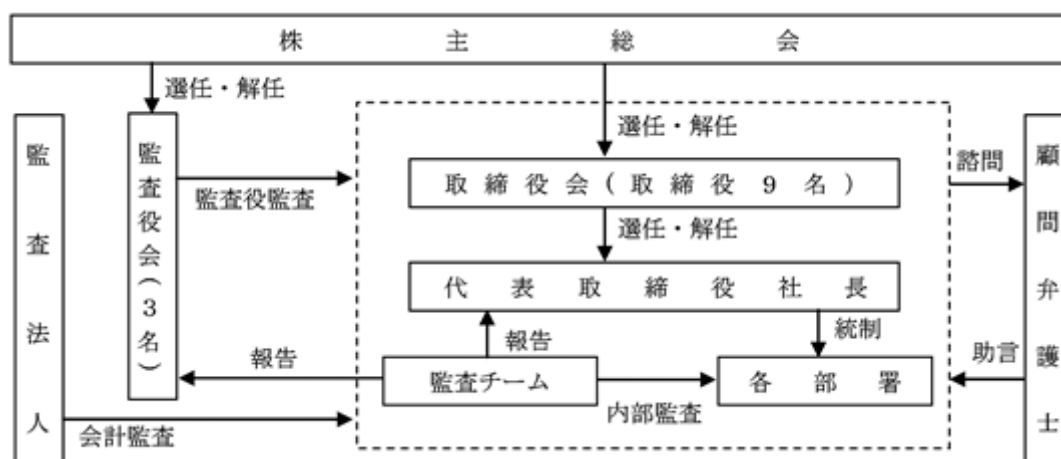 株主総会
選任・解任
選任・解任
監査法人
監査役会(3名)
監査役監査
取締役会(取締役9名)
諮問
顧問弁護士
選任・解任
代表取締役社長
報告
統制
助言
報告
監査チーム
各部署
内部監査
会計監査